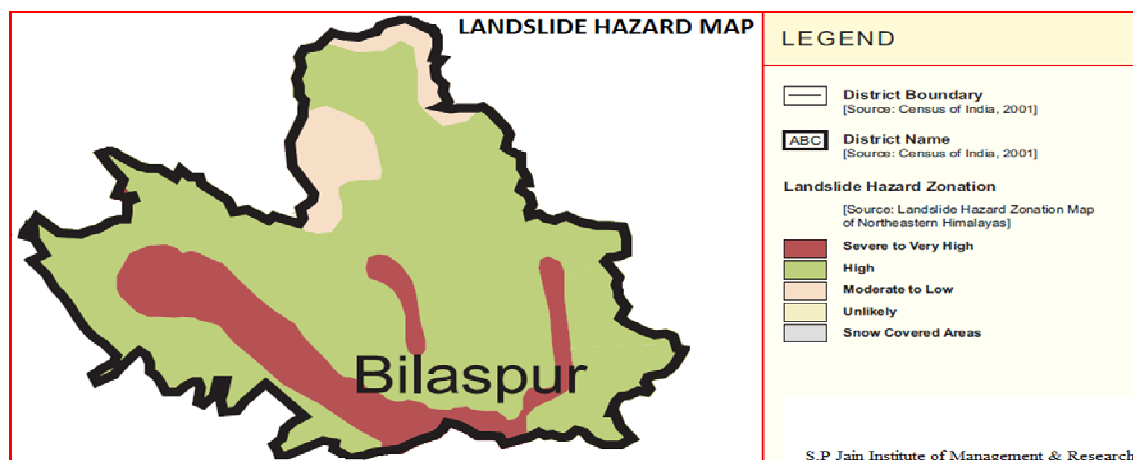 LANDSLIDE HAZARD MAP
Bilaspur
LEGEND
District Boundary
[Source: Census of India, 2001]
ABC
District Name
[Source: Census of India, 2001]
Landslide Hazard Zonation
[Source: Landslide Hazard Zonation Map
of Northeastern Himalayas]
Severe to Very High
High
Moderate to Low
Unlikely
Snow Covered Areas
S.P Jain Institute of Management & Research